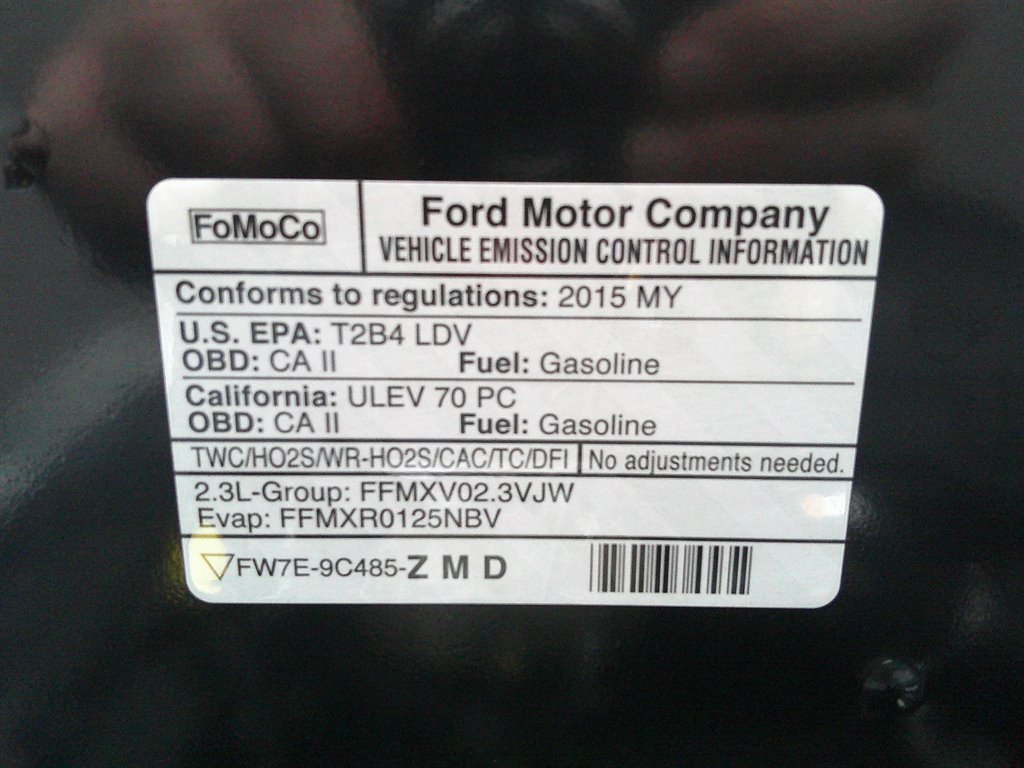 FoMoCo
Ford Motor Company
VEHICLE EMISSION CONTROL INFORMATION
Conforms to regulations: 2015 MY
U.S. EPA: T2B4 LDV
OBD: CA II Fuel: Gasoline
California: ULEV 70 PC
OBD: CA II Fuel: Gasoline
TWC/HO2S/WR-HO2S/CAC/TC/DFI No adjustments needed.
2.3L-Group: FFMXV02.3VJW
Evap: FFMXR0125NBV
FW7E-9C485-Z M D